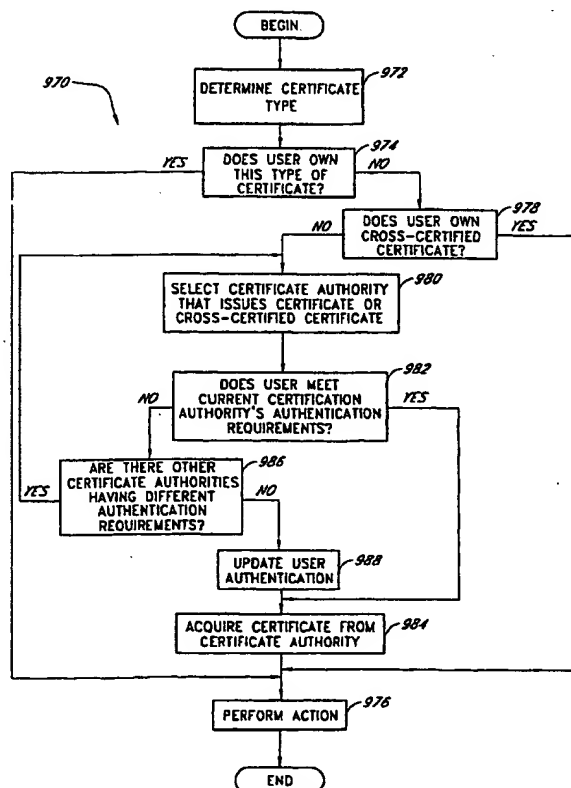 BEGIN
970
972
DETERMINE CERTIFICATE
TYPE
974
YES
DOES USER OWN
THIS TYPE OF
CERTIFICATE?
NO
978
NO
DOES USER OWN
CROSS-CERTIFIED
CERTIFICATE?
YES
980
SELECT CERTIFICATE AUTHORITY
THAT ISSUES CERTIFICATE OR
CROSS-CERTIFIED CERTIFICATE
982
NO
DOES USER MEET
CURRENT CERTIFICATION
AUTHORITY'S AUTHENTICATION
REQUIREMENTS?
YES
986
YES
ARE THERE OTHER
CERTIFICATE AUTHORITIES
HAVING DIFFERENT
AUTHENTICATION
REQUIREMENTS?
NO
988
UPDATE USER
AUTHENTICATION
984
ACQUIRE CERTIFICATE FROM
CERTIFICATE AUTHORITY
976
PERFORM ACTION
END